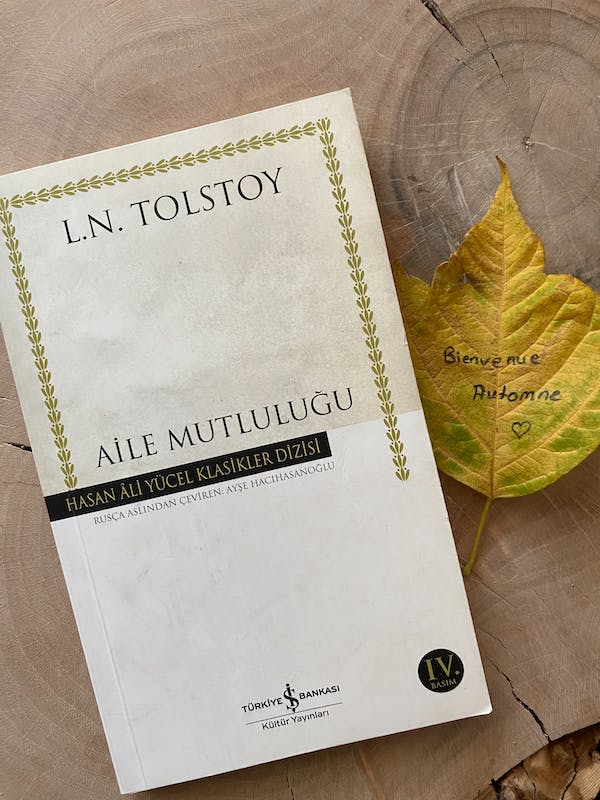 L.N. TOLSTOY
AİLE MUTLULUĞU
HASAN ÂLİ YÜCEL KLASİKLER DİZİSİ
RUSÇA ASLINDAN ÇEVİREN: AYŞE HACIHASANOĞLU
IV.
BASIM
TÜRKİYE İŞ BANKASI
Kültür Yayınları
Bienvenue
Automne